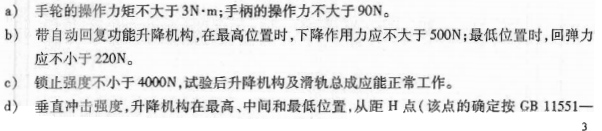 a) 手轮的操作力矩不大于3N·m;手柄的操作力不大于90N。
b) 带自动回复功能升降机构,在最高位置时,下降作用力应不大于500N;最低位置时,回弹力
应不小于220N。
c) 锁止强度不小于4000N,试验后升降机构及滑轨总成应能正常工作。
d) 垂直冲击强度,升降机构在最高、中间和最低位置,从距 H 点(该点的确定按 GB 11551—
3